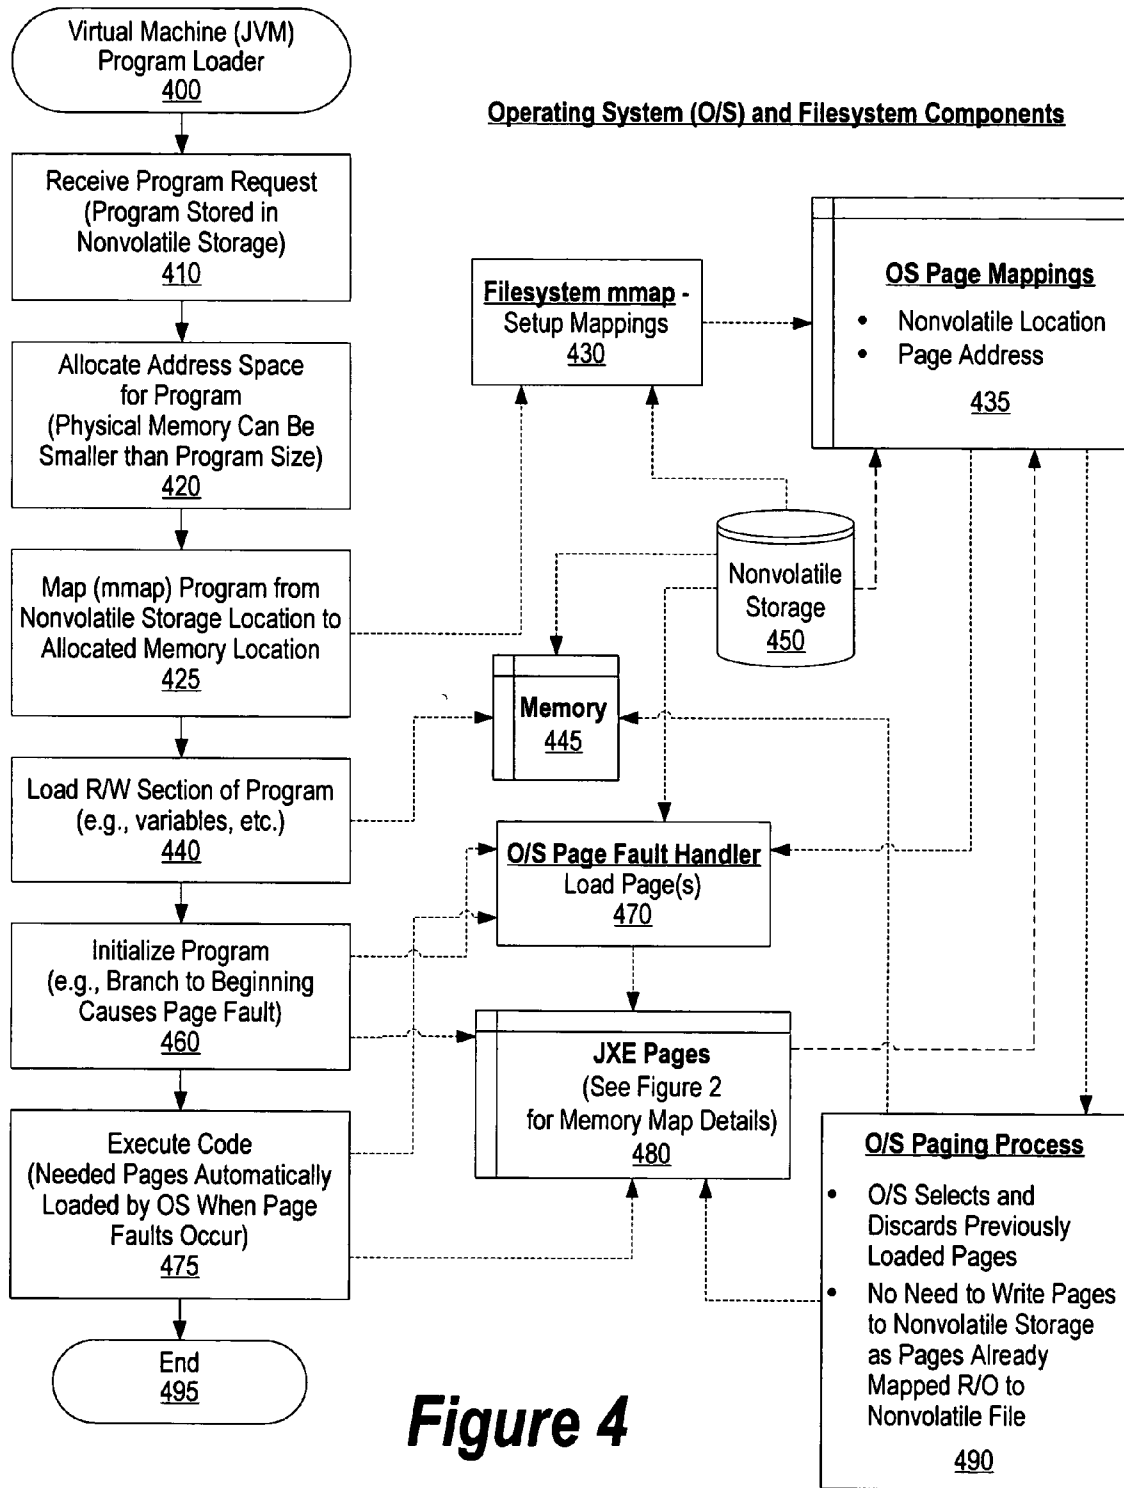 Virtual Machine (JVM)
Program Loader
400
Operating System (O/S) and Filesystem Components
Receive Program Request
(Program Stored in
Nonvolatile Storage)
410
Allocate Address Space
for Program
(Physical Memory Can Be
Smaller than Program Size)
420
Map (mmap) Program from
Nonvolatile Storage Location to
Allocated Memory Location
425
Load R/W Section of Program
(e.g., variables, etc.)
440
Initialize Program
(e.g., Branch to Beginning
Causes Page Fault)
460
Execute Code
(Needed Pages Automatically
Loaded by OS When Page
Faults Occur)
475
End
495
Filesystem mmap -
Setup Mappings
430
OS Page Mappings
• Nonvolatile Location
• Page Address
435
Nonvolatile
Storage
450
Memory
445
O/S Page Fault Handler
Load Page(s)
470
JXE Pages
(See Figure 2
for Memory Map Details)
480
O/S Paging Process
• O/S Selects and
Discards Previously
Loaded Pages
• No Need to Write Pages
to Nonvolatile Storage
as Pages Already
Mapped R/O to
Nonvolatile File
490
Figure 4